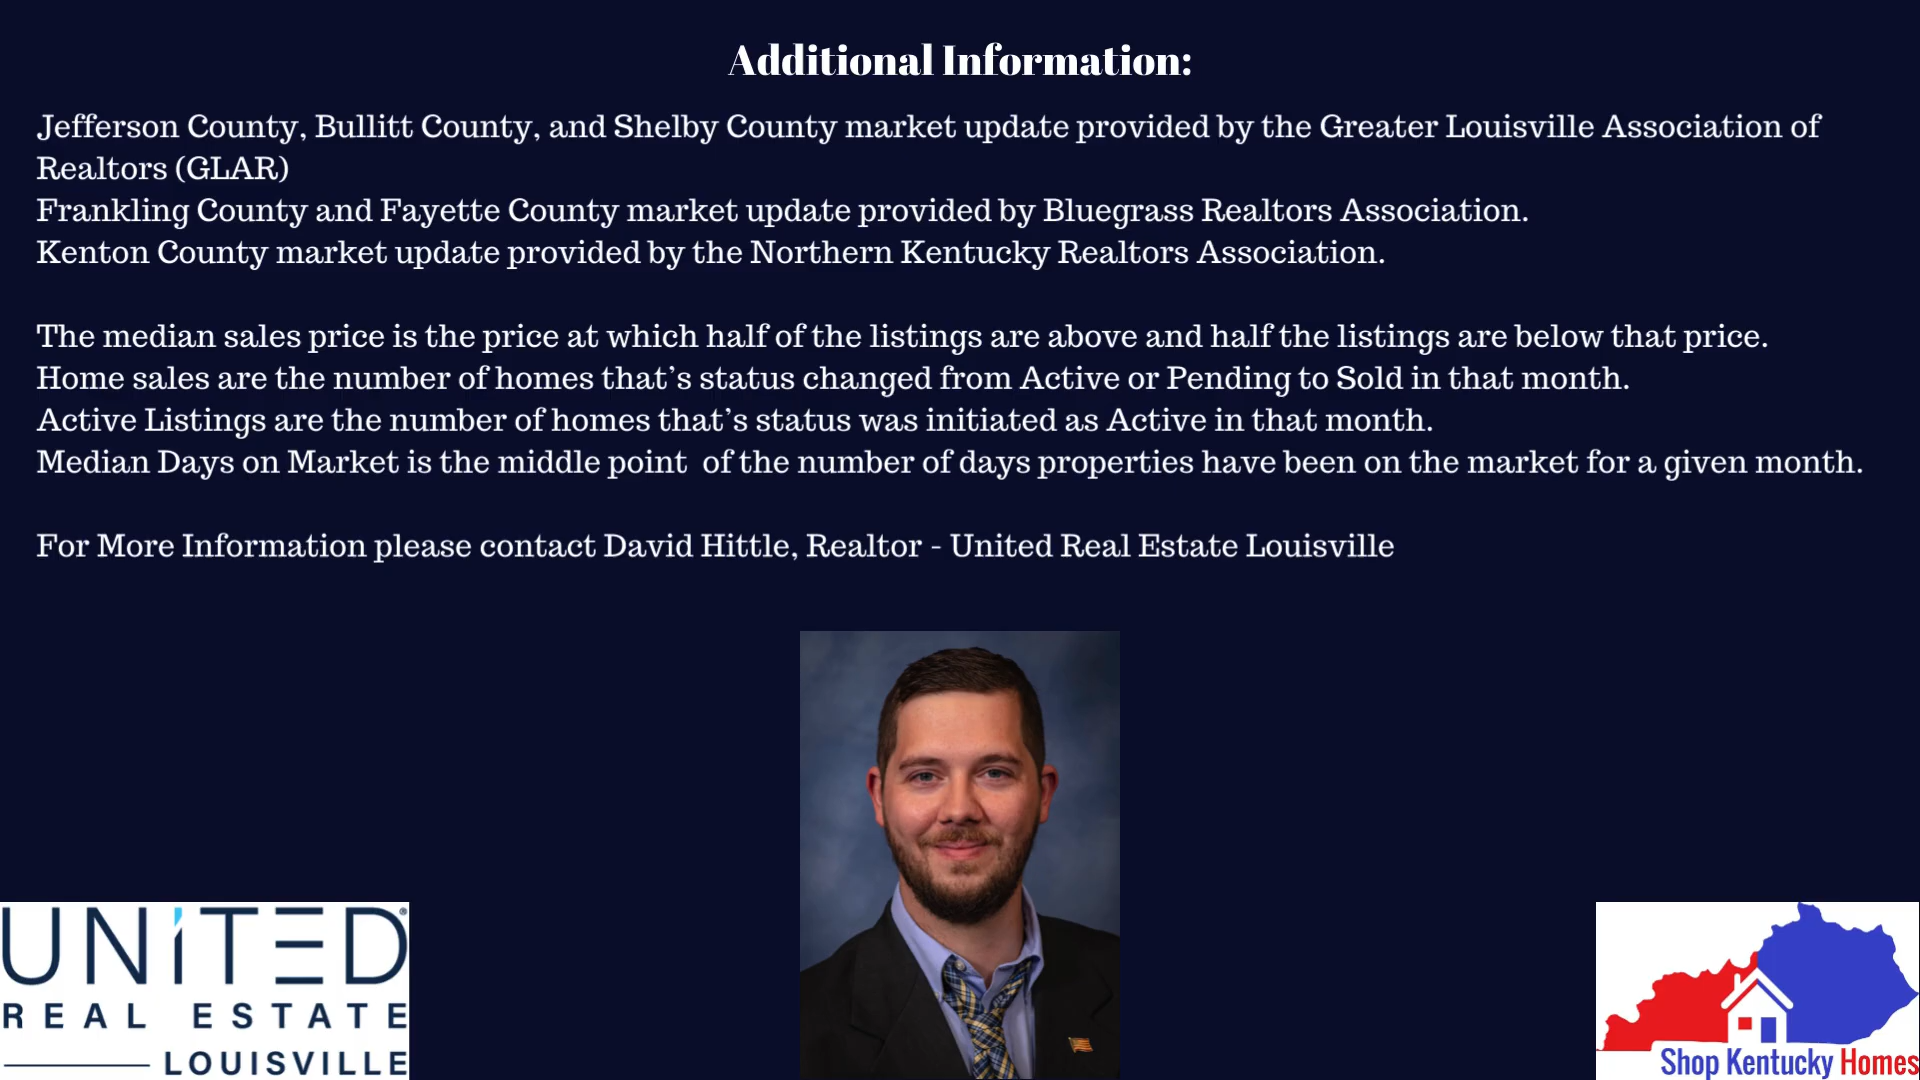 Additional Information:
Jefferson County, Bullitt County, and Shelby County market update provided by the Greater Louisville Association of
Realtors (GLAR)
Frankling County and Fayette County market update provided by Bluegrass Realtors Association.
Kenton County market update provided by the Northern Kentucky Realtors Association.
The median sales price is the price at which half of the listings are above and half the listings are below that price.
Home sales are the number of homes that’s status changed from Active or Pending to Sold in that month.
Active Listings are the number of homes that’s status was initiated as Active in that month.
Median Days on Market is the middle point  of the number of days properties have been on the market for a given month.
For More Information please contact David Hittle, Realtor - United Real Estate Louisville
UNITED®
REAL ESTATE
LOUISVILLE
Shop Kentucky Homes